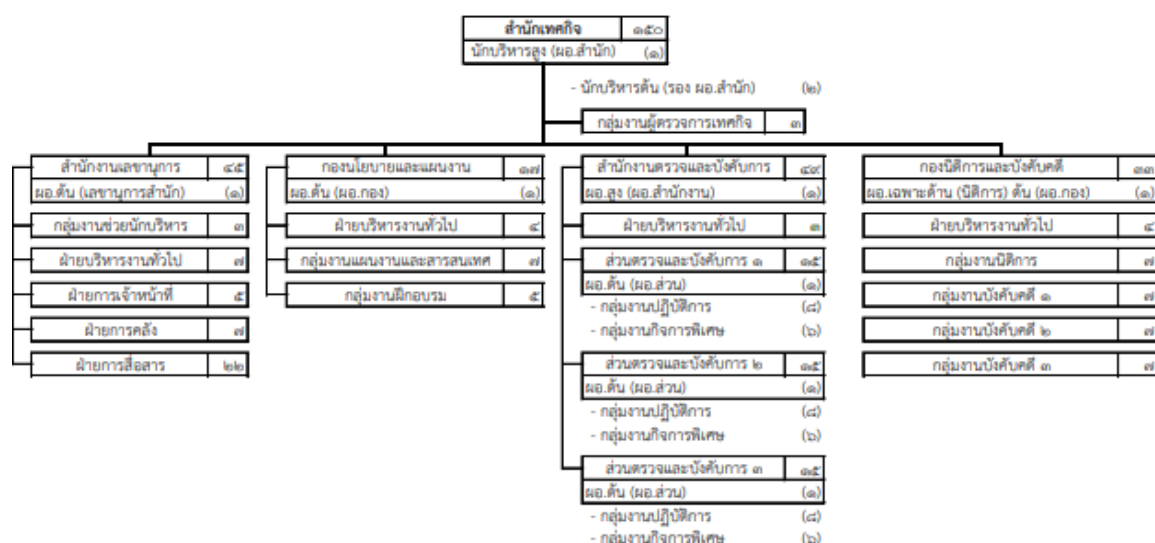 สำนักเทศกิจ ๑๕๐
นักบริหารสูง (ผอ.สำนัก) (๑)
- นักบริหารต้น (รอง ผอ.สำนัก) (๒)
กลุ่มงานผู้ตรวจการเทศกิจ ๓
สำนักงานเลขานุการ ๔๕
ผอ.ต้น (เลขานุการสำนัก) (๑)
กลุ่มงานช่วยนักบริหาร ๓
ฝ่ายบริหารงานทั่วไป ๗
ฝ่ายการเจ้าหน้าที่ ๕
ฝ่ายการคลัง ๗
ฝ่ายการสื่อสาร ๒๒
กองนโยบายและแผนงาน ๑๗
ผอ.ต้น (ผอ.กอง) (๑)
ฝ่ายบริหารงานทั่วไป ๔
กลุ่มงานแผนงานและสารสนเทศ ๗
กลุ่มงานฝึกอบรม ๕
สำนักงานตรวจและบังคับการ ๔๙
ผอ.สูง (ผอ.สำนักงาน) (๑)
ฝ่ายบริหารงานทั่วไป ๓
ส่วนตรวจและบังคับการ ๑ ๑๕
ผอ.ต้น (ผอ.ส่วน) (๑)
- กลุ่มงานปฏิบัติการ (๘)
- กลุ่มงานกิจการพิเศษ (๖)
ส่วนตรวจและบังคับการ ๒ ๑๕
ผอ.ต้น (ผอ.ส่วน) (๑)
- กลุ่มงานปฏิบัติการ (๘)
- กลุ่มงานกิจการพิเศษ (๖)
ส่วนตรวจและบังคับการ ๓ ๑๕
ผอ.ต้น (ผอ.ส่วน) (๑)
- กลุ่มงานปฏิบัติการ (๘)
- กลุ่มงานกิจการพิเศษ (๖)
กองนิติการและบังคับคดี ๓๓
ผอ.เฉพาะด้าน (นิติการ) ต้น (ผอ.กอง) (๑)
ฝ่ายบริหารงานทั่วไป ๔
กลุ่มงานนิติการ ๗
กลุ่มงานบังคับคดี ๑ ๗
กลุ่มงานบังคับคดี ๒ ๗
กลุ่มงานบังคับคดี ๓ ๗